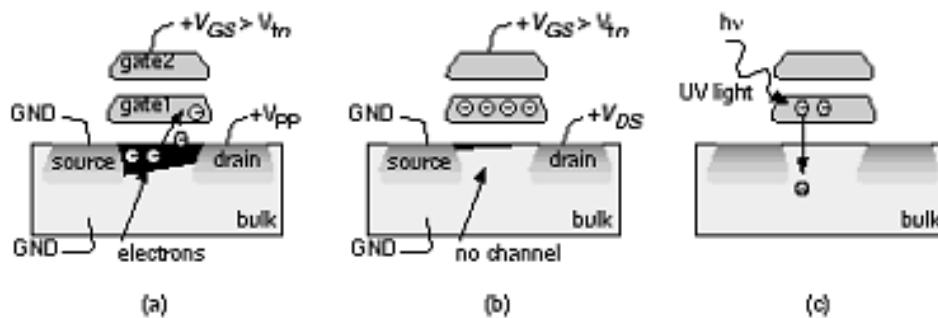 +VGS > Vtn
gate2
gate1
GND
+VPP
source
drain
bulk
GND
electrons
(a)
+VGS > Vtn
GND
+VDS
source
drain
bulk
GND
no channel
(b)
hν
UV light
bulk
(c)